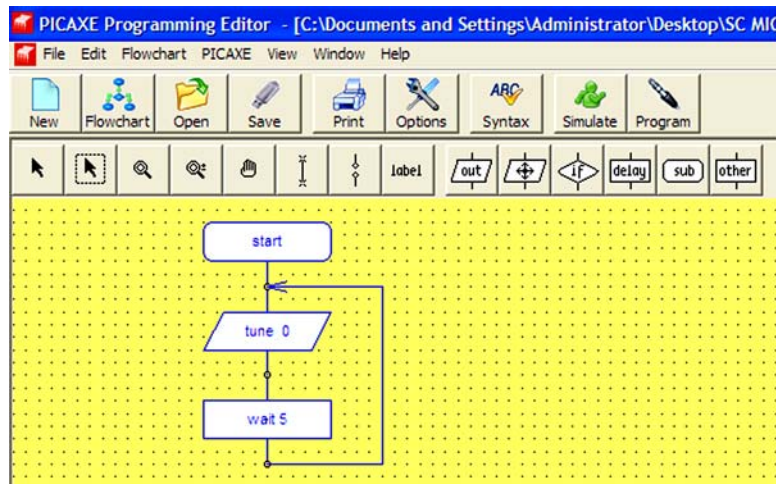 PICAXE Programming Editor - [C:\Documents and Settings\Administrator\Desktop\SC MIC
File Edit Flowchart PICAXE View Window Help
ABC
New Flowchart Open Save Print Options Syntax Simulate Program
label out if delay sub other
start
tune 0
wait 5